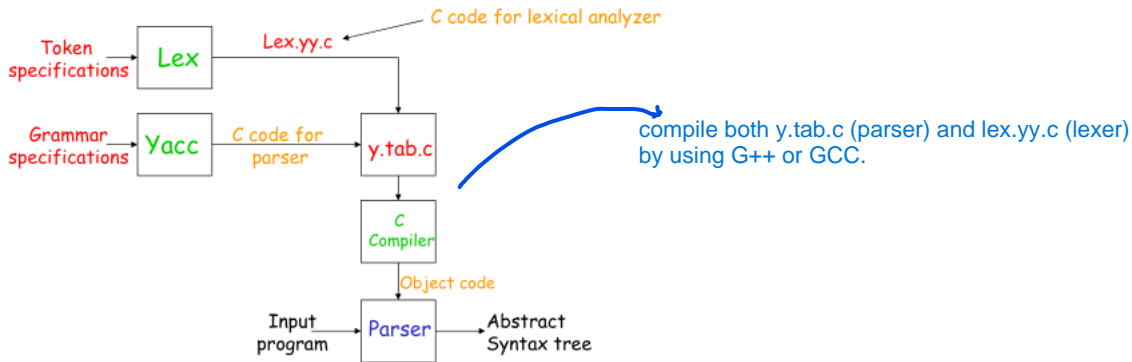 C code for lexical analyzer
Token
specifications
Lex
Lex.yy.c
Grammar
specifications
Yacc
C code for
parser
y.tab.c
compile both y.tab.c (parser) and lex.yy.c (lexer)
by using G++ or GCC.
C
Compiler
Object code
Input
program
Parser
Abstract
Syntax tree